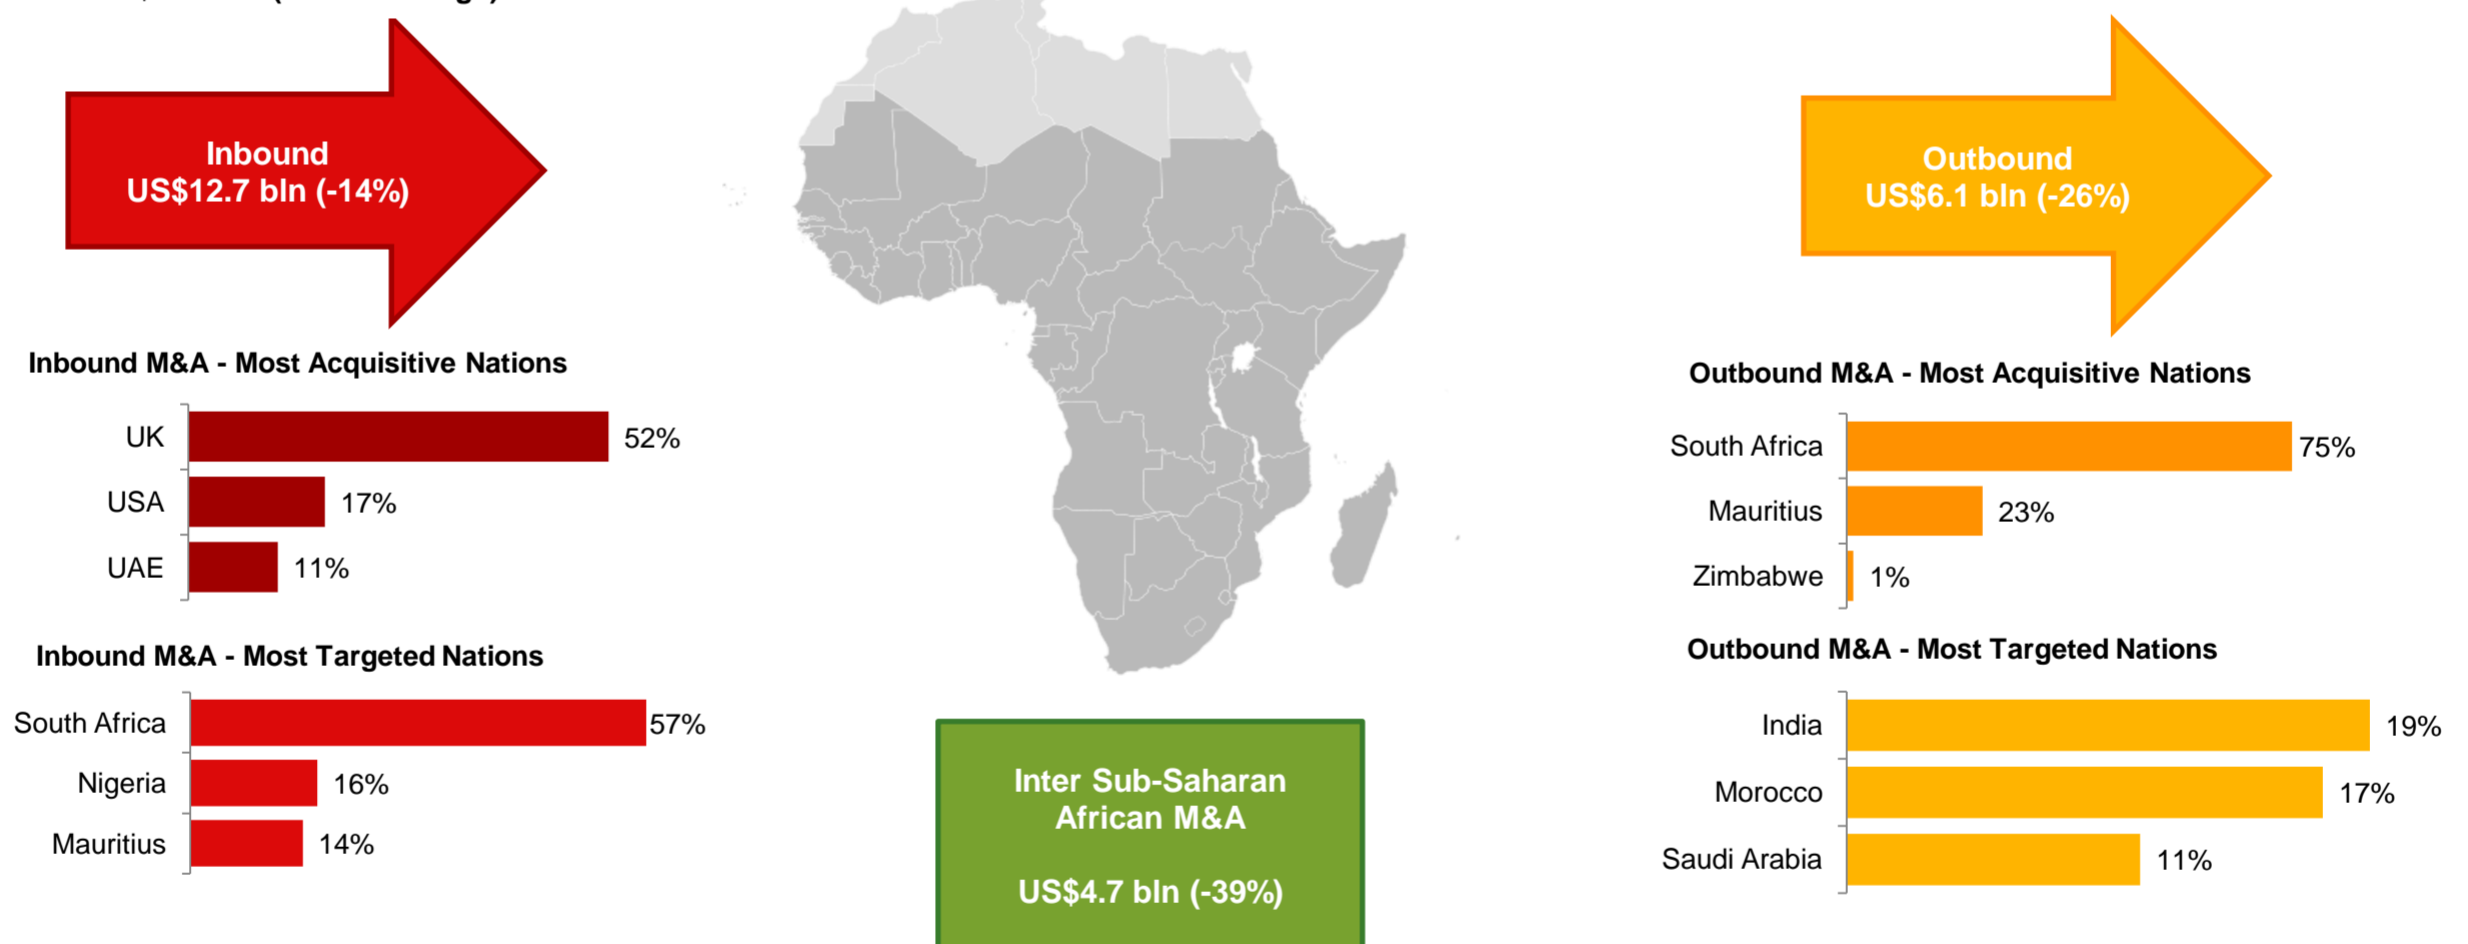 Inbound
US$12.7 bln (-14%)
Inbound M&A - Most Acquisitive Nations
UK 52%
USA 17%
UAE 11%
Inbound M&A - Most Targeted Nations
South Africa 57%
Nigeria 16%
Mauritius 14%
Inter Sub-Saharan
African M&A
US$4.7 bln (-39%)
Outbound
US$6.1 bln (-26%)
Outbound M&A - Most Acquisitive Nations
South Africa 75%
Mauritius 23%
Zimbabwe 1%
Outbound M&A - Most Targeted Nations
India 19%
Morocco 17%
Saudi Arabia 11%